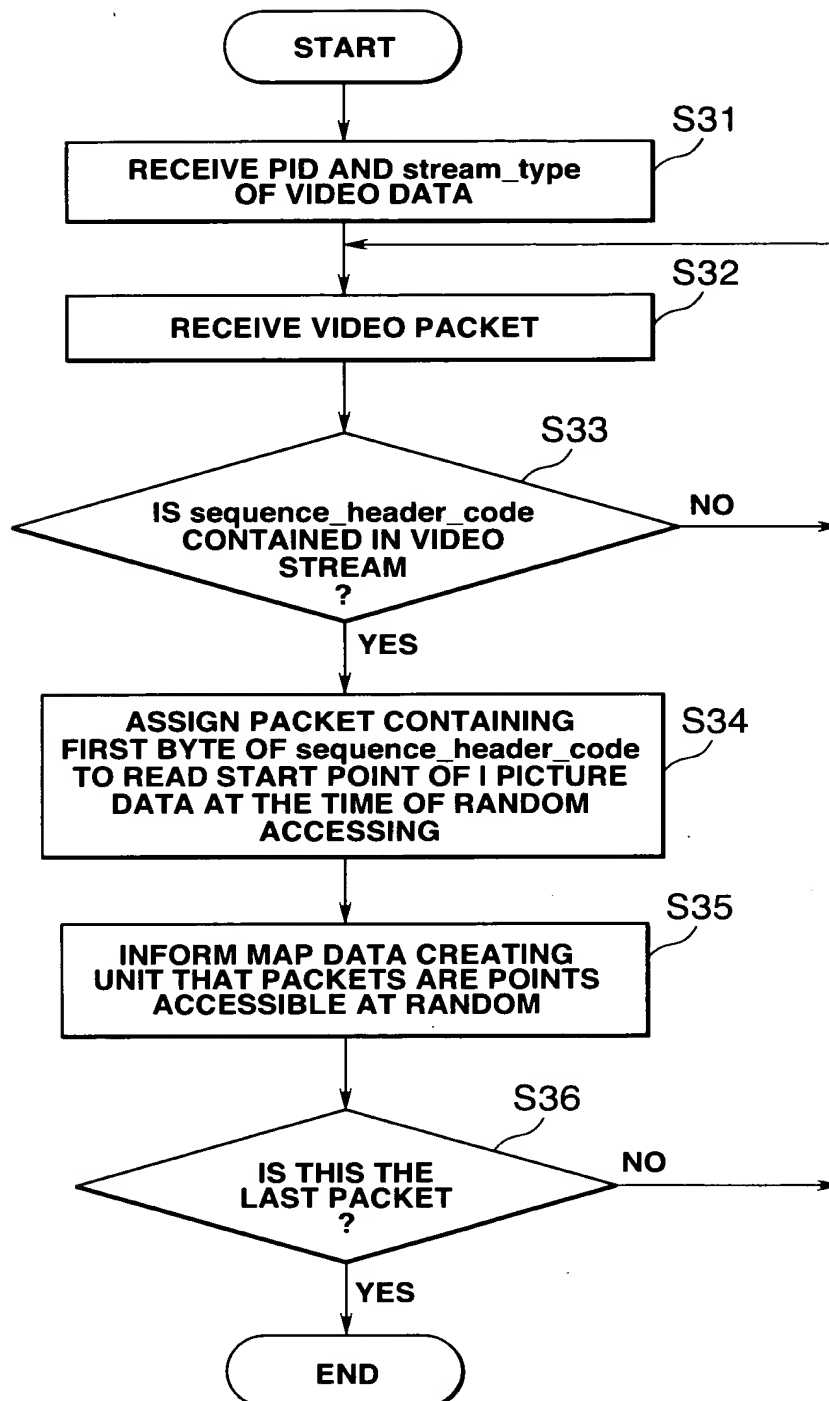 START
S31
RECEIVE PID AND stream_type
OF VIDEO DATA
S32
RECEIVE VIDEO PACKET
S33
IS sequence_header_code
CONTAINED IN VIDEO
STREAM
?
NO
YES
S34
ASSIGN PACKET CONTAINING
FIRST BYTE OF sequence_header_code
TO READ START POINT OF I PICTURE
DATA AT THE TIME OF RANDOM
ACCESSING
S35
INFORM MAP DATA CREATING
UNIT THAT PACKETS ARE POINTS
ACCESSIBLE AT RANDOM
S36
IS THIS THE
LAST PACKET
?
NO
YES
END